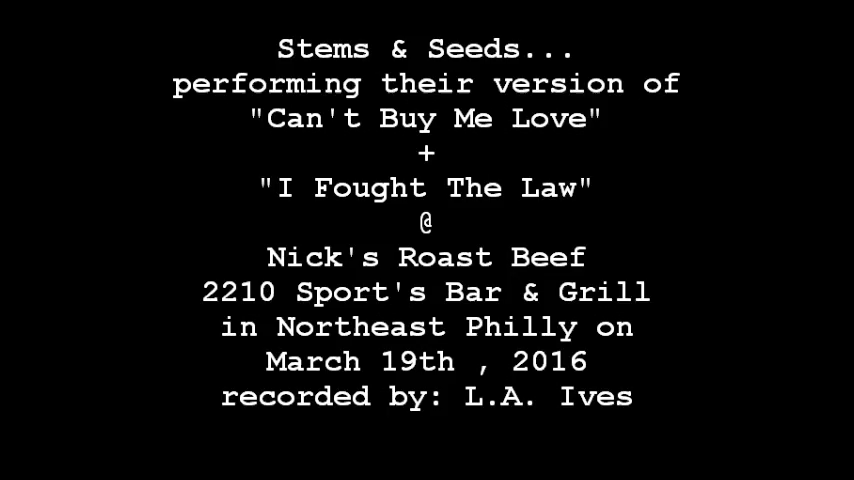 Stems & Seeds...
performing their version of
"Can't Buy Me Love"
+
"I Fought The Law"
@
Nick's Roast Beef
2210 Sport's Bar & Grill
in Northeast Philly on
March 19th , 2016
recorded by: L.A. Ives